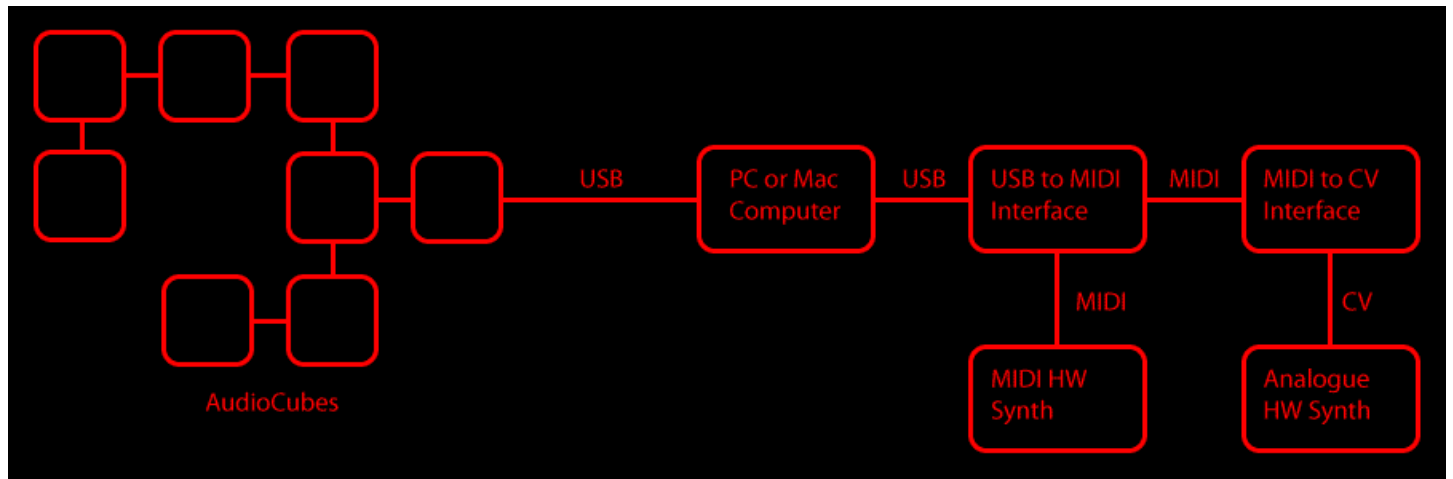 USB
PC or Mac
Computer
USB
USB to MIDI
Interface
MIDI
MIDI to CV
Interface
MIDI
CV
MIDI HW
Synth
Analogue
HW Synth
AudioCubes